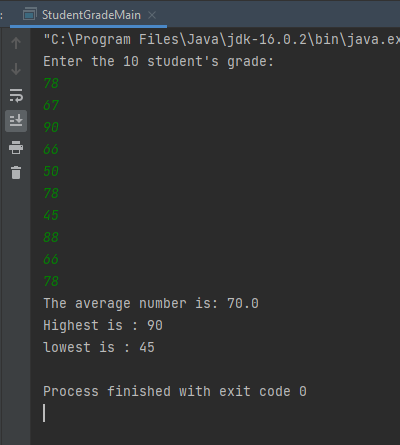 StudentGradeMain
"C:\Program Files\Java\jdk-16.0.2\bin\java.ex
Enter the 10 student's grade:
78
67
90
66
50
78
45
88
66
78
The average number is: 70.0
Highest is : 90
lowest is : 45
Process finished with exit code 0